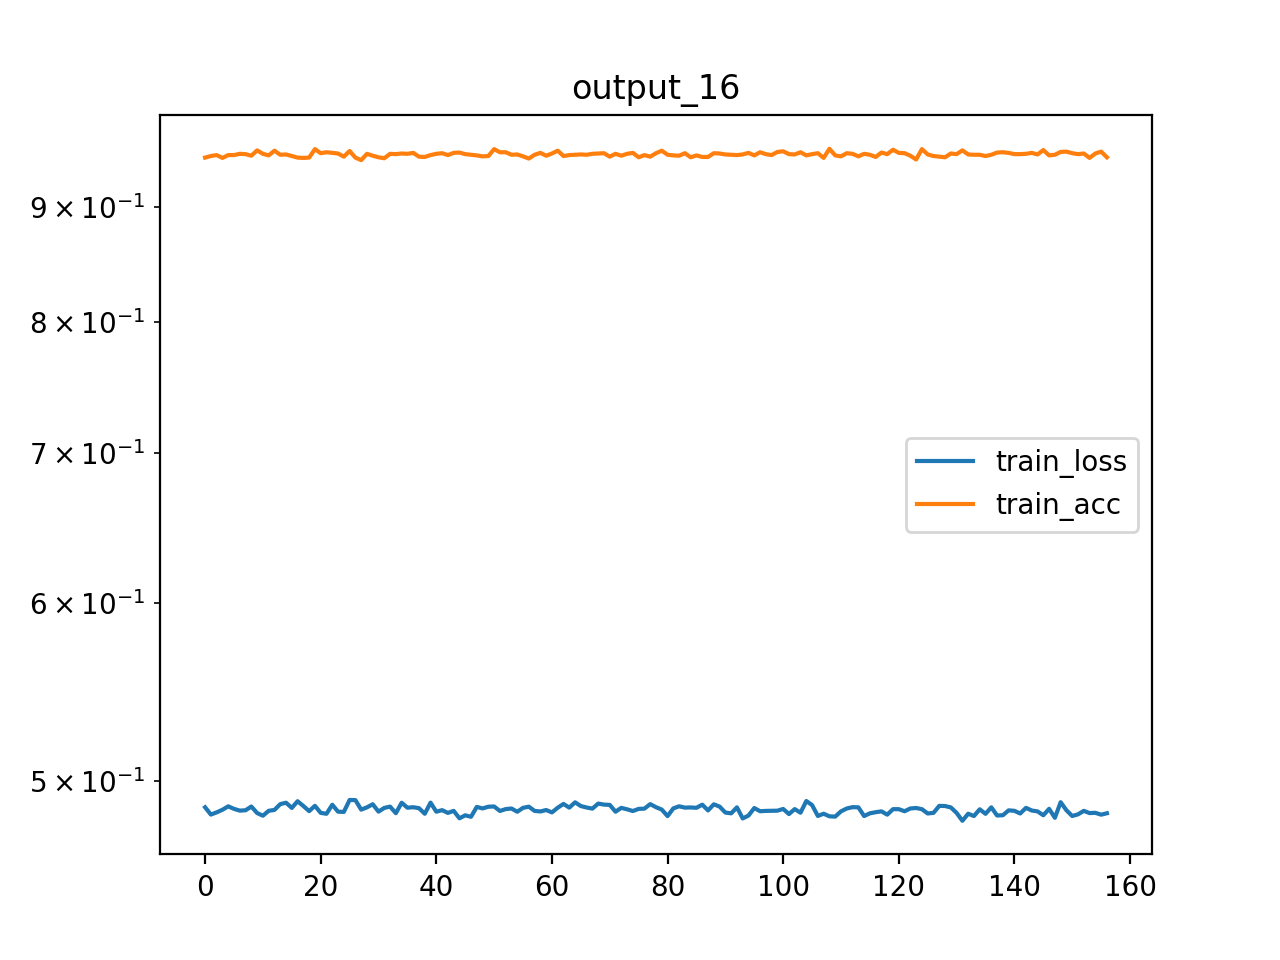 output_16
9 × 10⁻¹
8 × 10⁻¹
7 × 10⁻¹
6 × 10⁻¹
5 × 10⁻¹
train_loss
train_acc
0 20 40 60 80 100 120 140 160